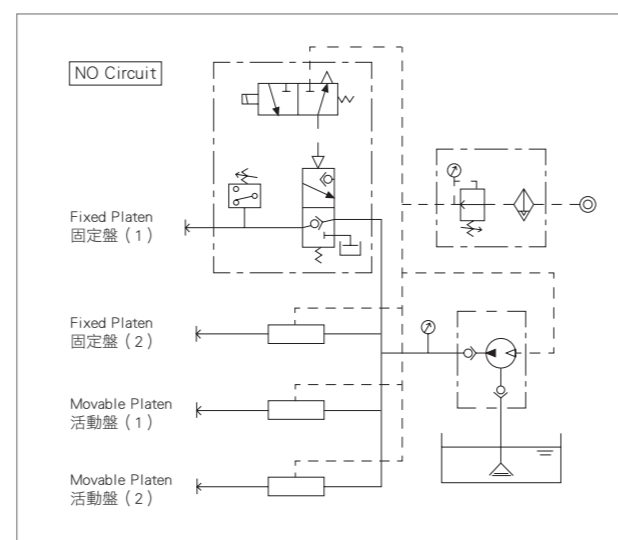 NO Circuit
Fixed Platen
固定盤（1）
Fixed Platen
固定盤（2）
Movable Platen
活動盤（1）
Movable Platen
活動盤（2）